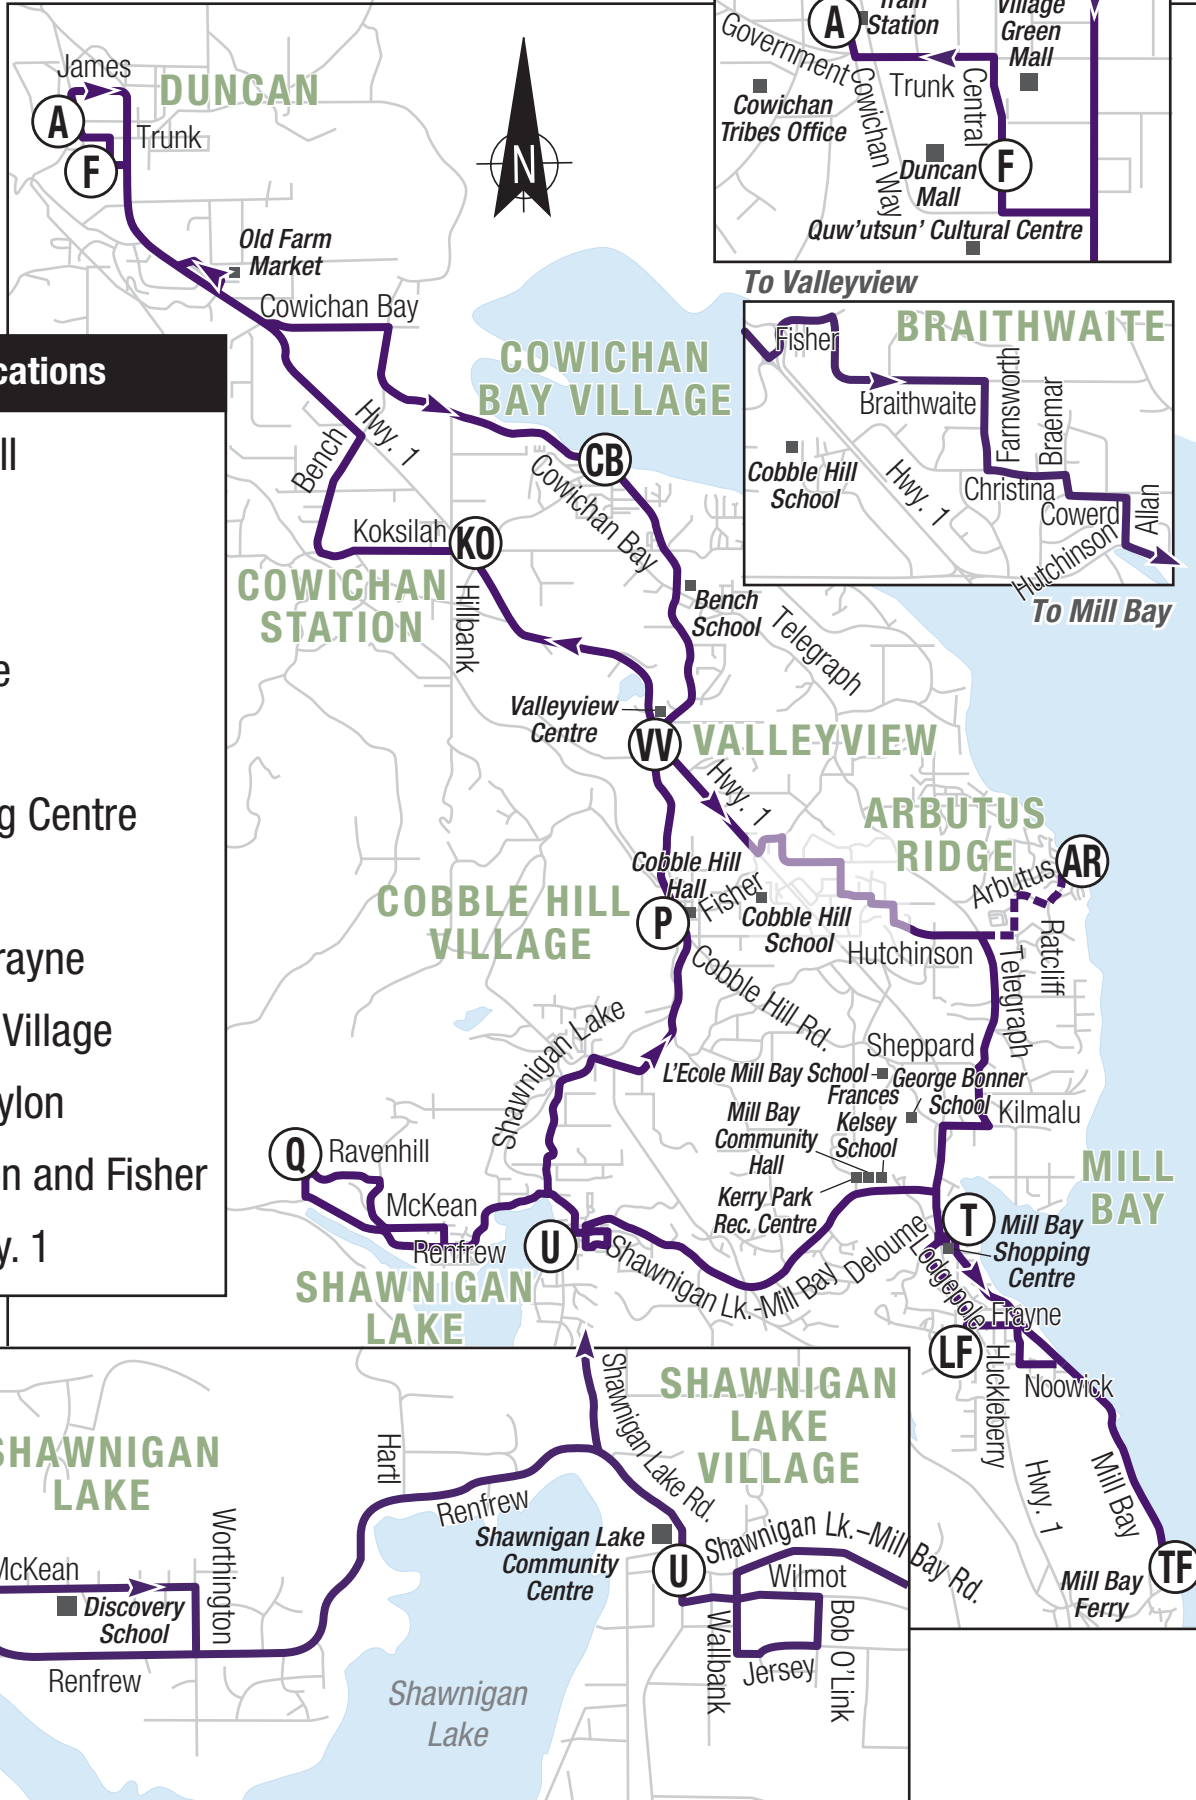 James
DUNCAN
A
Trunk
F
Old Farm
Market
Cowichan Bay
N
Train
Station
Village
Green
Mall
A
Government
Cowichan
Tribes Office
Cowichan Way
Trunk
Central
Duncan
Mall
F
Quw'utsun' Cultural Centre
To Valleyview
BRAITHWAITE
Fisher
Braithwaite
Farnsworth
Braemar
Cobble Hill
School
Hwy. 1
Christina
Cowerd
Allan
Hutchinson
To Mill Bay
cations
ll
e
g Centre
rayne
Village
ylon
n and Fisher
y. 1
COWICHAN
BAY VILLAGE
Hwy. 1
Bench
CB
Cowichan Bay
Koksilah
KO
COWICHAN
STATION
Hillbank
Bench
School
Telegraph
Valleyview
Centre
VV
VALLEYVIEW
Hwy. 1
ARBUTUS
RIDGE
AR
Arbutus
Ratcliff
Cobble Hill
Hall
Fisher
Cobble Hill
School
COBBLE HILL
VILLAGE
P
Hutchinson
Telegraph
Cobble Hill Rd.
Shawnigan Lake
Sheppard
L'Ecole Mill Bay School
George Bonner
School
Frances
Kelsey
School
Kilmalu
Mill Bay
Community
Hall
Kerry Park
Rec. Centre
MILL
BAY
Q
Ravenhill
McKean
Renfrew
U
SHAWNIGAN
LAKE
Shawnigan Lk.-Mill Bay
Deloume
T
Mill Bay
Shopping
Centre
Lodgepole
Frayne
LF
Huckleberry
Noowick
Hwy. 1
Mill Bay
TF
Mill Bay
Ferry
SHAWNIGAN
LAKE
Hartl
Renfrew
Worthington
McKean
Discovery
School
Renfrew
Shawnigan Lake Rd.
SHAWNIGAN
LAKE
VILLAGE
Shawnigan Lake
Community
Centre
U
Shawnigan Lk.–Mill Bay Rd.
Wilmot
Wallbank
Bob O'Link
Jersey
Shawnigan
Lake